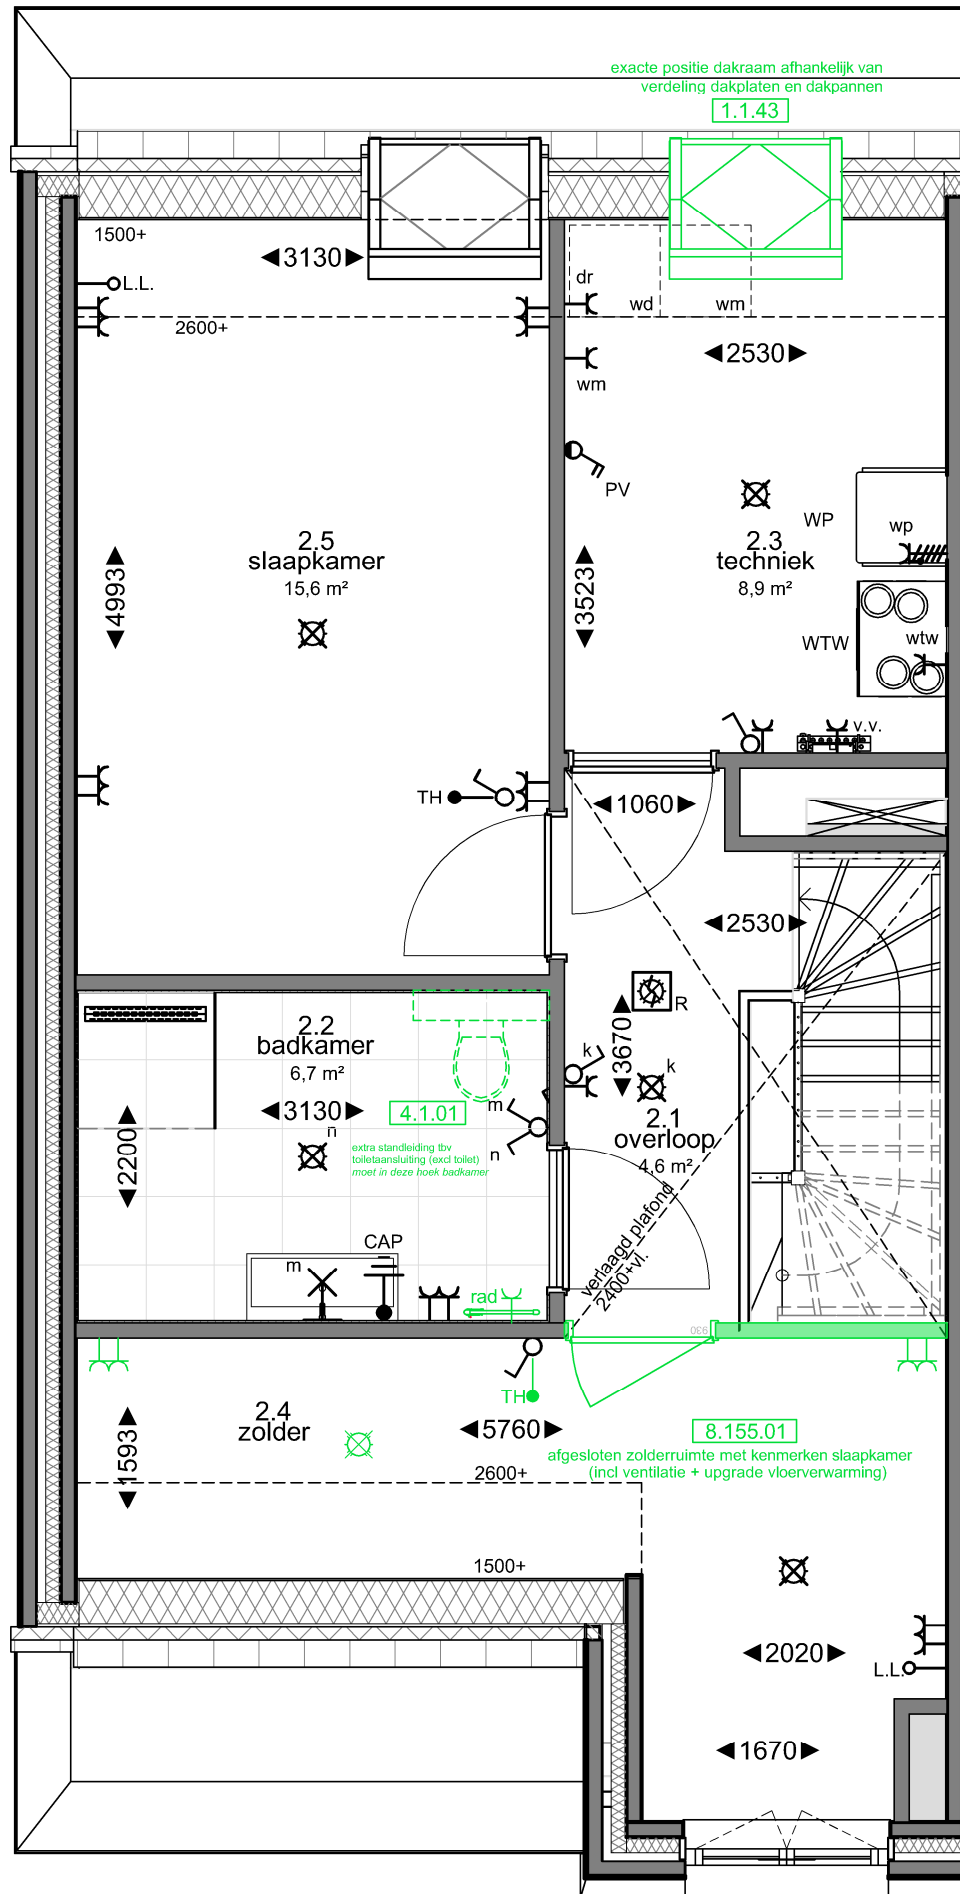 exacte positie dakraam afhankelijk van
verdeling dakplaten en dakpannen
1.1.43
1500+
3130
L.L.
2600+
dr
wd
wm
2530
wm
PV
WP
wp
2.5
slaapkamer
15,6 m²
2.3
techniek
8,9 m²
4993
3523
WTW
wtw
v.v.
TH
1060
2530
R
3670
k
k
2.2
badkamer
6,7 m²
3130
4.1.01
m
n
n
extra standleiding tbv
toiletaansluiting (excl toilet)
moet in deze hoek badkamer
2200
2.1
overloop
4,6 m²
verlaagd plafond
2400+vl.
CAP
m
rad
930
TH
2.4
zolder
5760
1593
8.155.01
afgesloten zolderruimte met kenmerken slaapkamer
(incl ventilatie + upgrade vloerverwarming)
2600+
1500+
2020
L.L.
1670